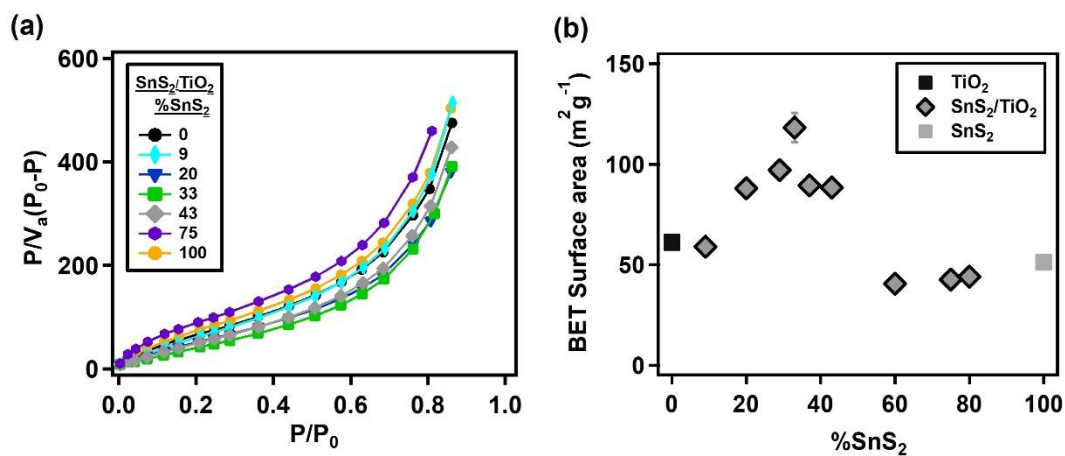 (a)
P/Vₐ(P₀-P)
600
400
200
0
SnS₂/TiO₂
%SnS₂
0
9
20
33
43
75
100
0.0 0.2 0.4 0.6 0.8 1.0
P/P₀
(b)
BET Surface area (m²g⁻¹)
150
100
50
0
TiO₂
SnS₂/TiO₂
SnS₂
0 20 40 60 80 100
%SnS₂